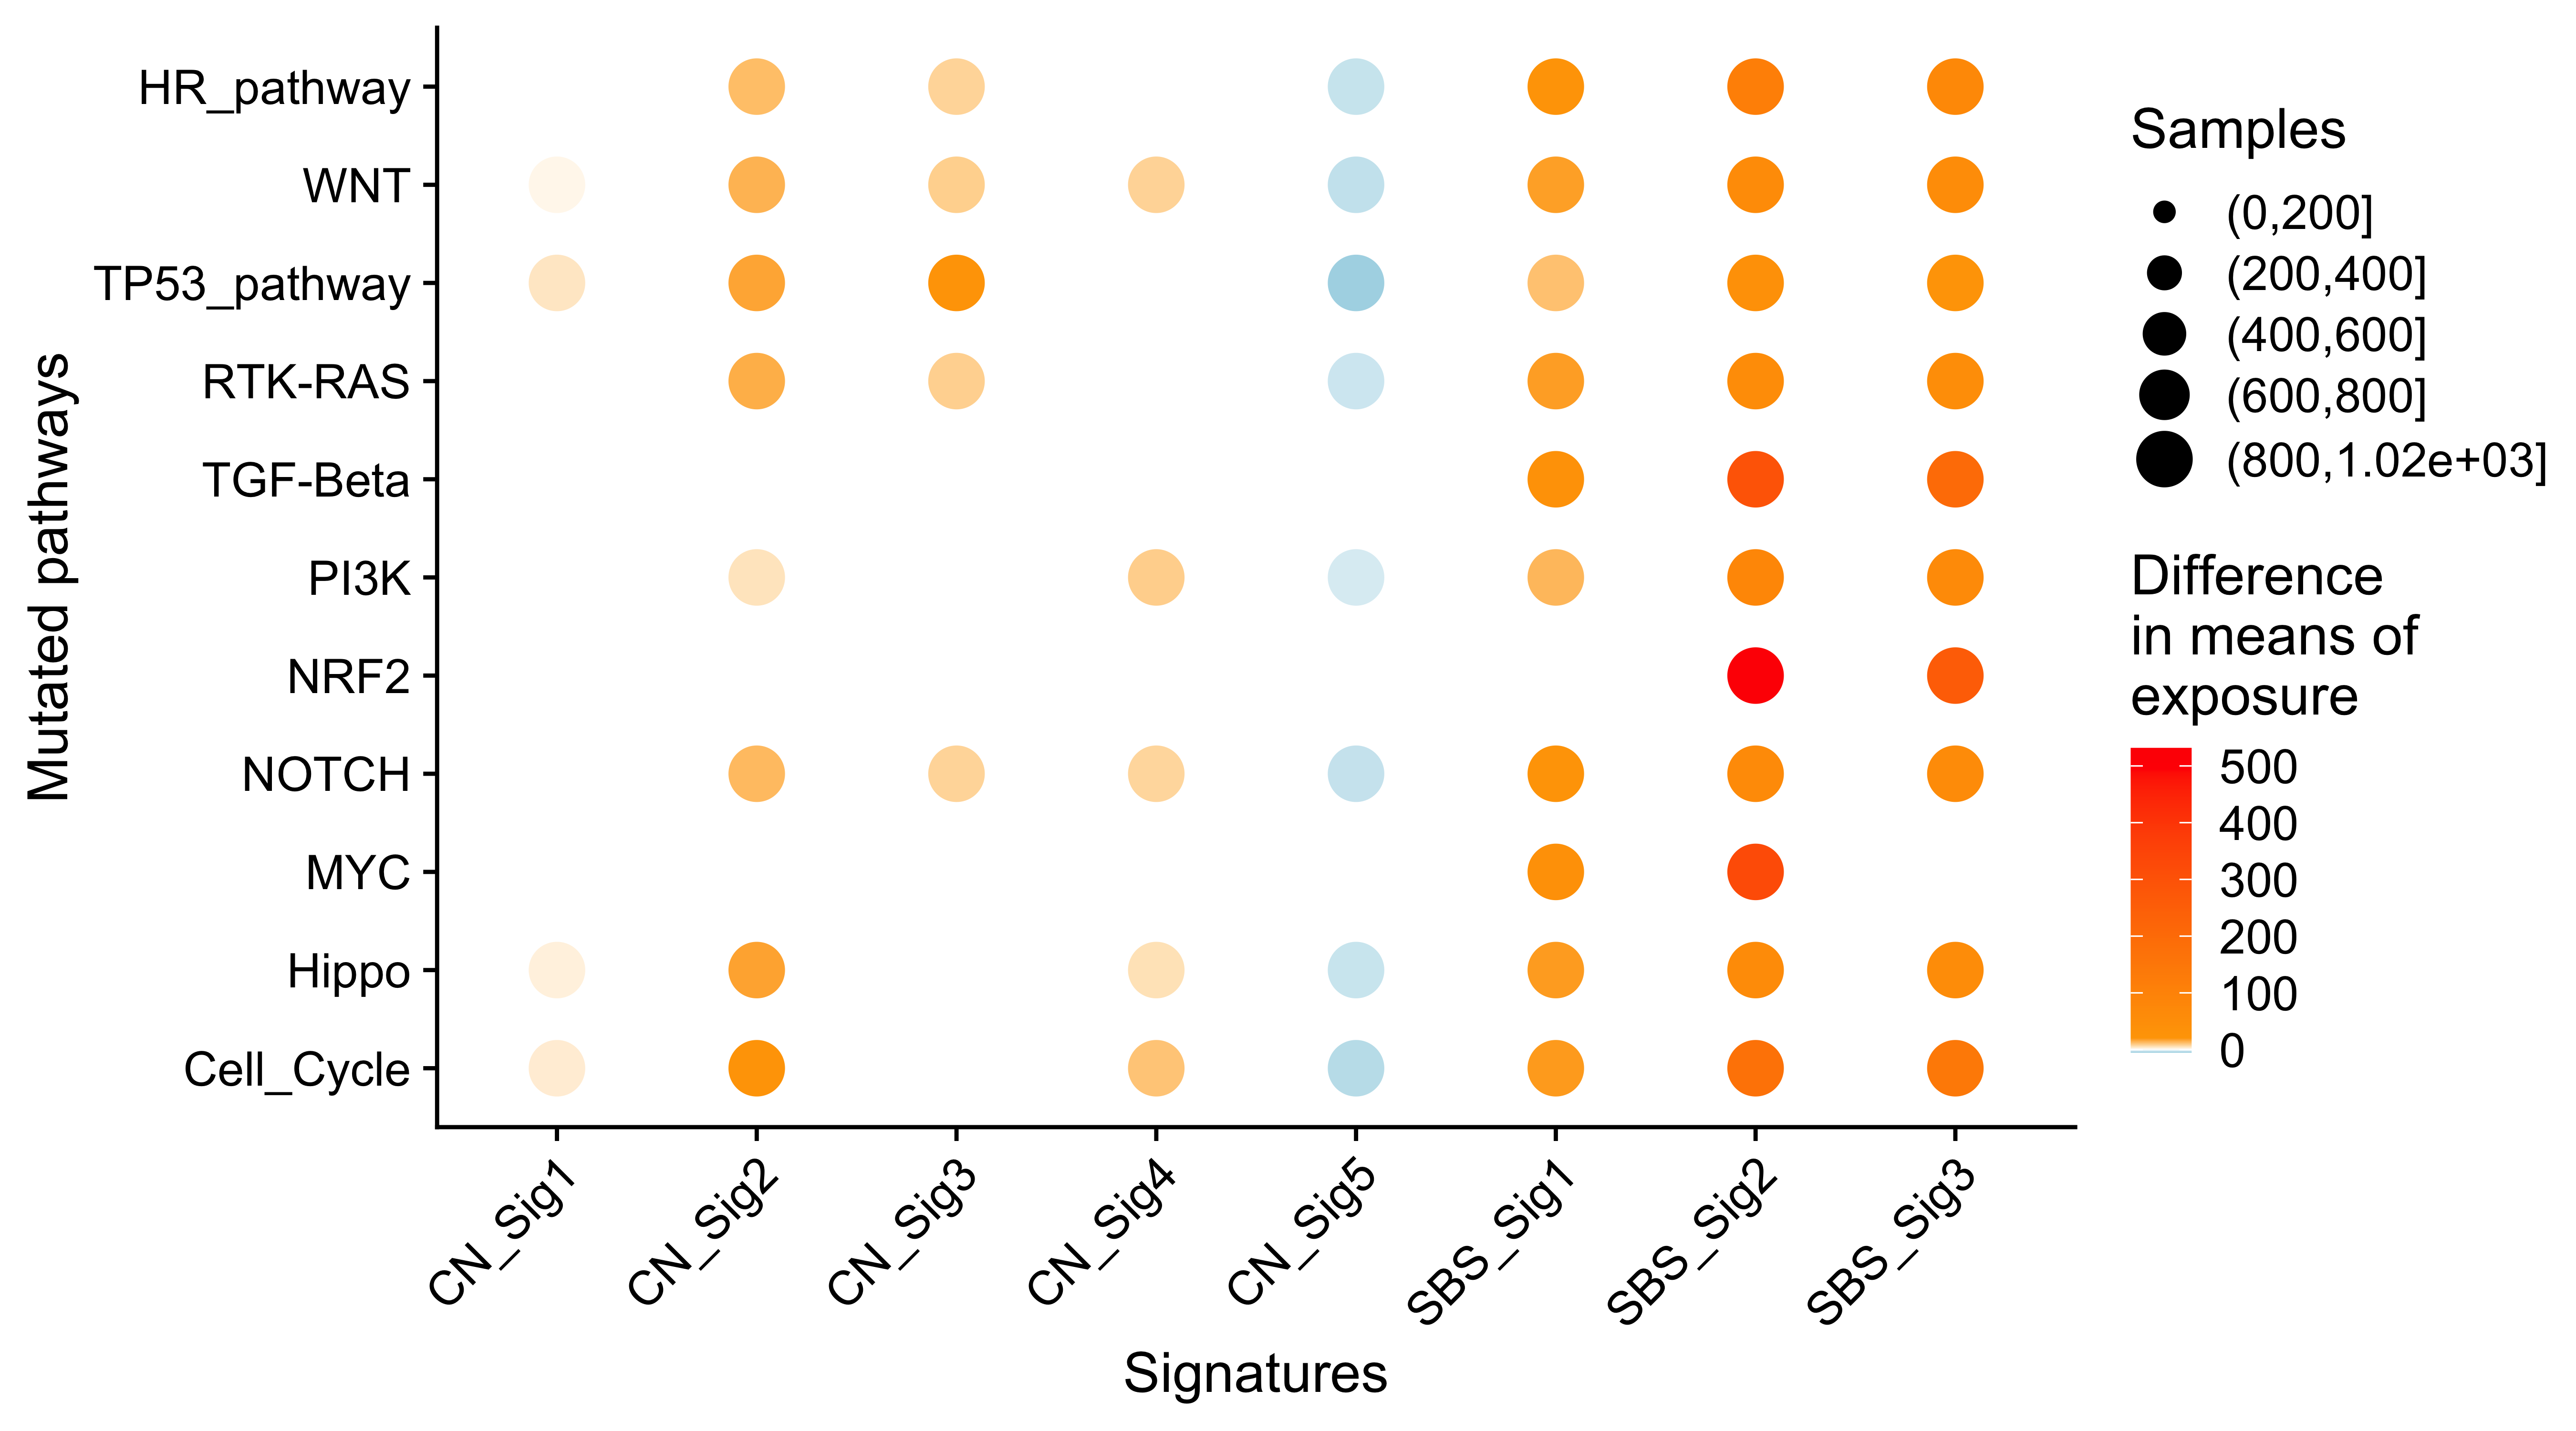 HR_pathway
WNT
TP53_pathway
RTK-RAS
TGF-Beta
PI3K
NRF2
NOTCH
MYC
Hippo
Cell_Cycle
Mutated pathways
CN_Sig1
CN_Sig2
CN_Sig3
CN_Sig4
CN_Sig5
SBS_Sig1
SBS_Sig2
SBS_Sig3
Signatures
Samples
(0,200]
(200,400]
(400,600]
(600,800]
(800,1.02e+03]
Difference
in means of
exposure
500
400
300
200
100
0